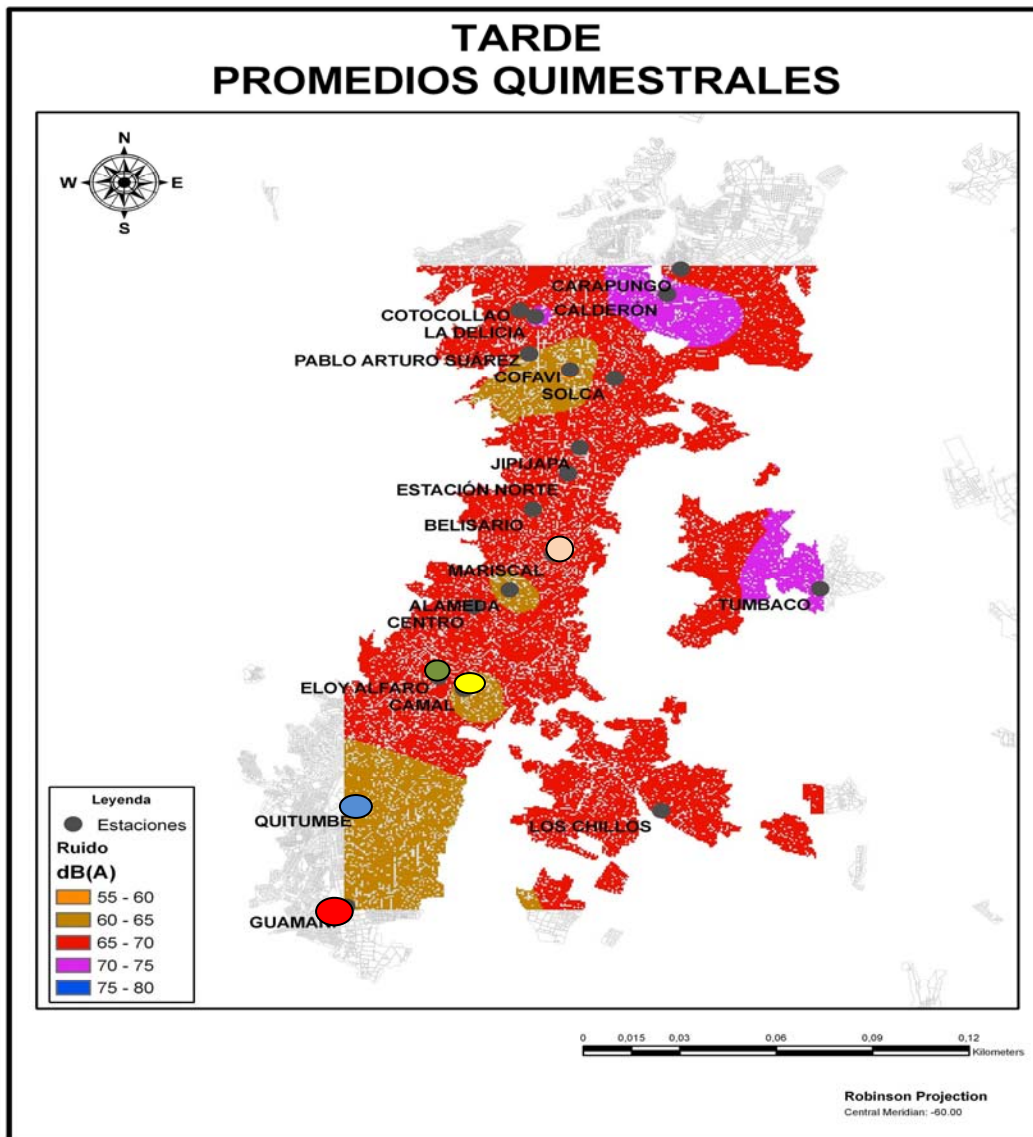 TARDE
PROMEDIOS QUIMESTRALES
N
W E
S
CARAPUNGO
COTOCOLLAO
CALDERÓN
LA DELICIA
PABLO ARTURO SUÁREZ
COFAVI
SOLCA
JIPIJAPA
ESTACIÓN NORTE
BELISARIO
MARISCAL
ALAMEDA
TUMBACO
CENTRO
ELOY ALFARO
CAMAL
QUITUMBE
LOS CHILLOS
Leyenda
Estaciones
Ruido
dB(A)
55 - 60
60 - 65
65 - 70
70 - 75
75 - 80
GUAMANI
0 0,015 0,03 0,06 0,09 0,12
Kilometers
Robinson Projection
Central Meridian: -60.00